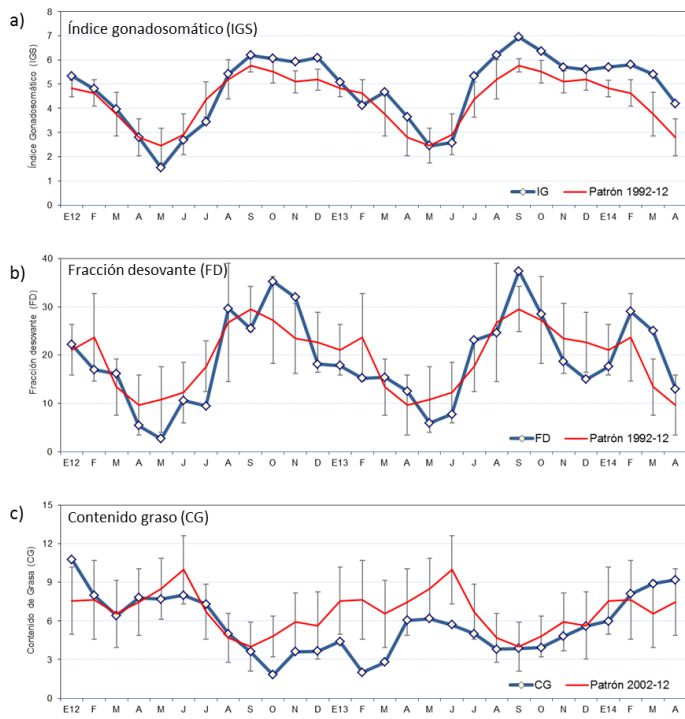 a)
Índice gonadosomático (IGS)
8
7
6
5
4
3
2
1
0
Índice Gonadosomático (IGS)
IG
Patrón 1992-12
E12 F M A M J J A S O N D E13 F M A M J J A S O N D E14 F M A
b)
Fracción desovante (FD)
40
30
20
10
0
Fracción desovante (FD)
FD
Patrón 1992-12
E12 F M A M J J A S O N D E13 F M A M J J A S O N D E14 F M A
c)
Contenido graso (CG)
15
12
9
6
3
0
Contenido de Grasa (CG)
CG
Patrón 2002-12
E12 F M A M J J A S O N D E13 F M A M J J A S O N D E14 F M A